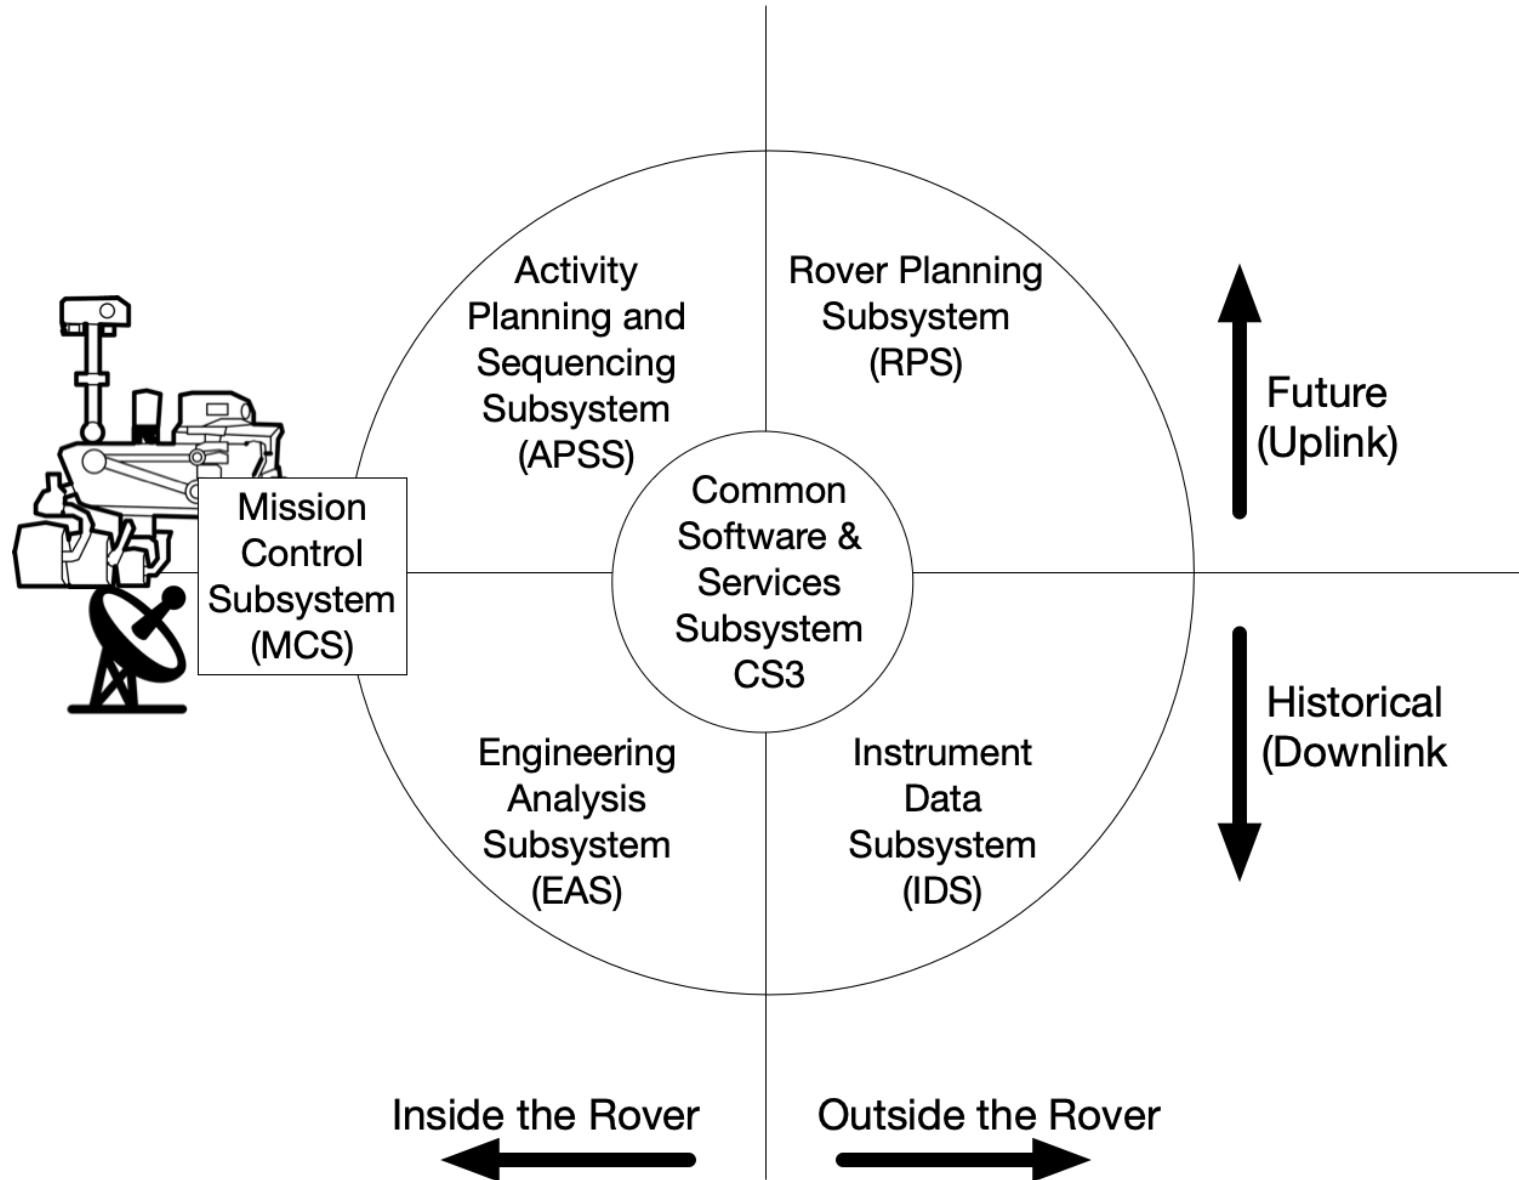 Activity
Planning and
Sequencing
Subsystem
(APSS)
Rover Planning
Subsystem
(RPS)
Future
(Uplink)
Mission
Control
Subsystem
(MCS)
Common
Software &
Services
Subsystem
CS3
Historical
(Downlink
Engineering
Analysis
Subsystem
(EAS)
Instrument
Data
Subsystem
(IDS)
Inside the Rover
Outside the Rover